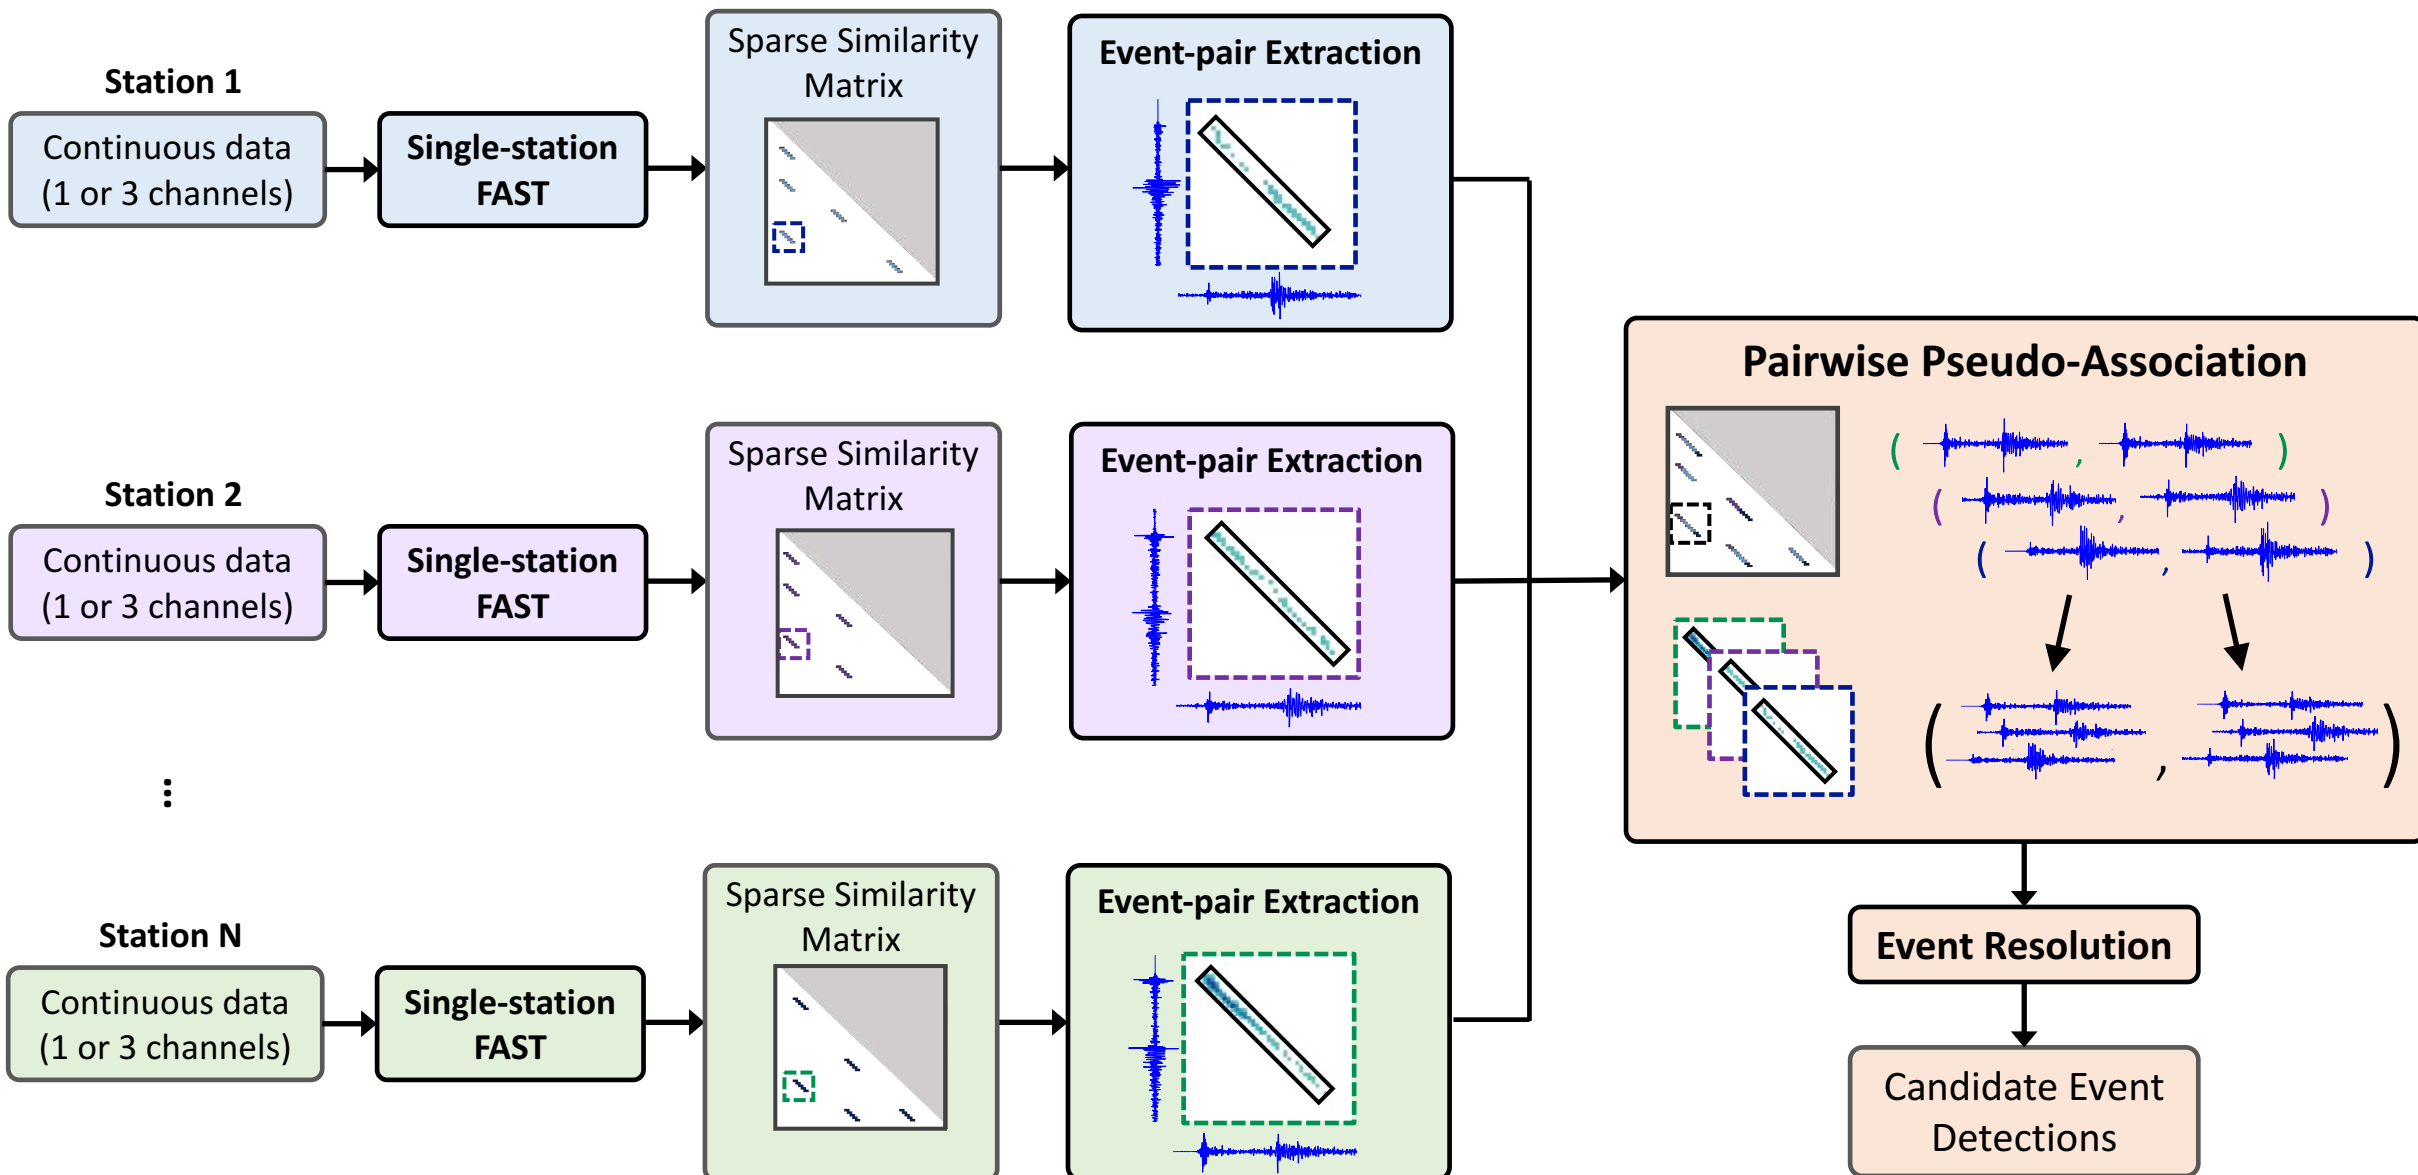 Station 1
Continuous data
(1 or 3 channels)
Single-station
FAST
Sparse Similarity
Matrix
Event-pair Extraction
Station 2
Continuous data
(1 or 3 channels)
Single-station
FAST
Sparse Similarity
Matrix
Event-pair Extraction
...
Station N
Continuous data
(1 or 3 channels)
Single-station
FAST
Sparse Similarity
Matrix
Event-pair Extraction
Pairwise Pseudo-Association
( , )
( , )
( , )
( , )
Event Resolution
Candidate Event
Detections